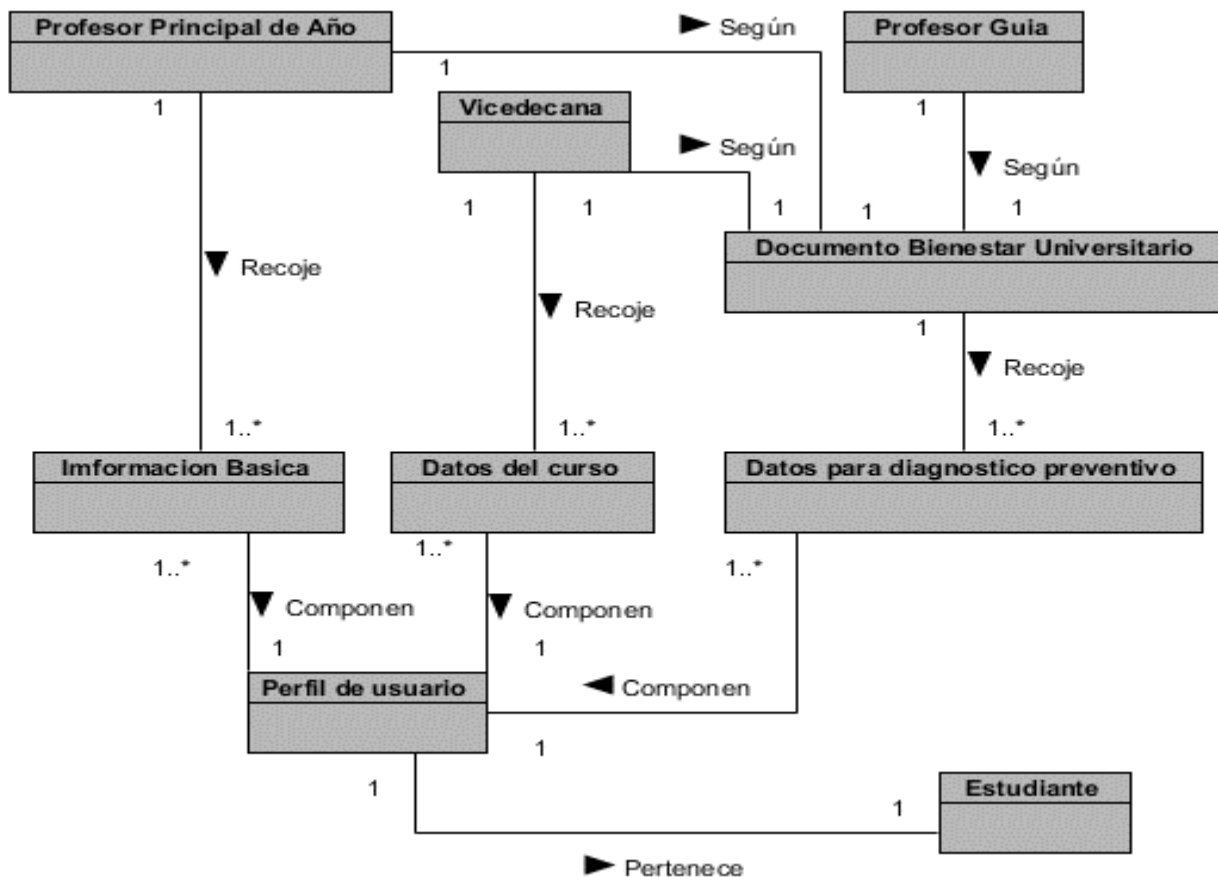 Profesor Principal de Año
Según
Profesor Guia
1
1
1
Vicedecana
Según
Según
1
1
1
1
1
Documento Bienestar Universitario
Recoje
Recoje
1
Recoje
1..*
1..*
1..*
Imformacion Basica
Datos del curso
Datos para diagnostico preventivo
1..*
1..*
1..*
Componen
Componen
1
1
Componen
Perfil de usuario
1
1
1
Estudiante
Pertenece